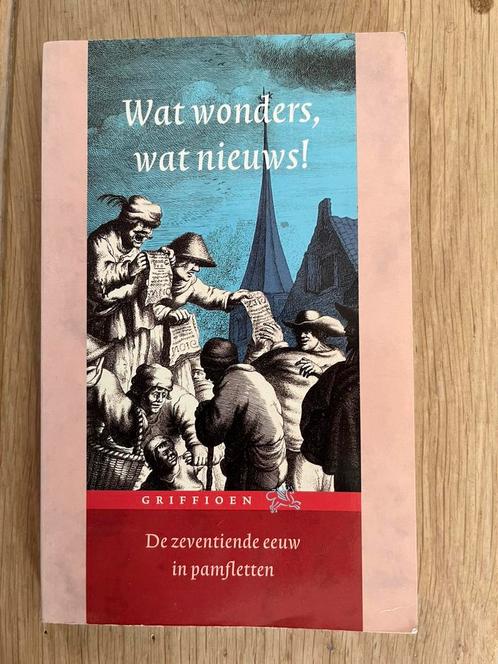 Wat wonders,
wat nieuws!
GRIFFIOEN
De zeventiende eeuw
in pamfletten